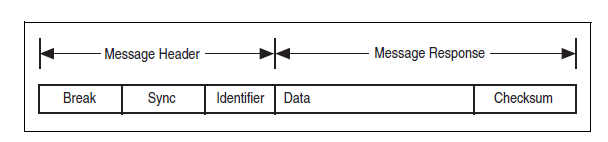 Message Header Message Response
Break Sync Identifier Data Checksum